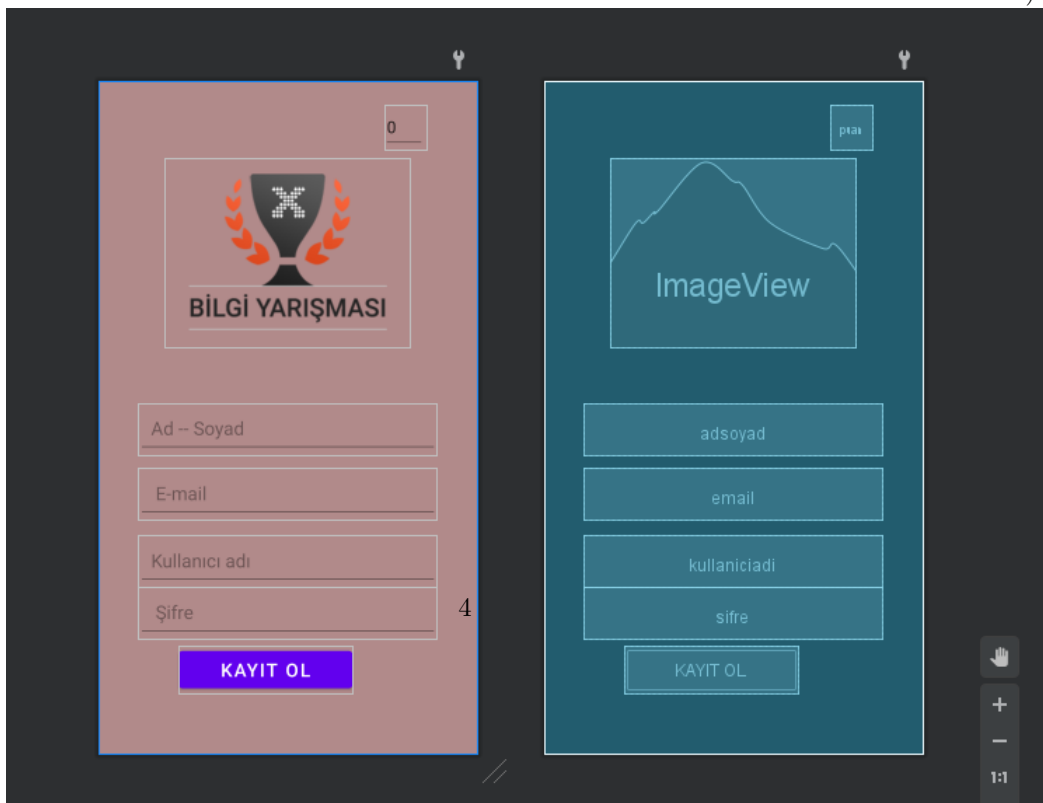 0
BİLGİ YARIŞMASI
Ad -- Soyad
E-mail
Kullanıcı adı
Şifre
KAYIT OL
4
ImageView
adsoyad
email
kullaniciadi
sifre
KAYIT OL
1:1